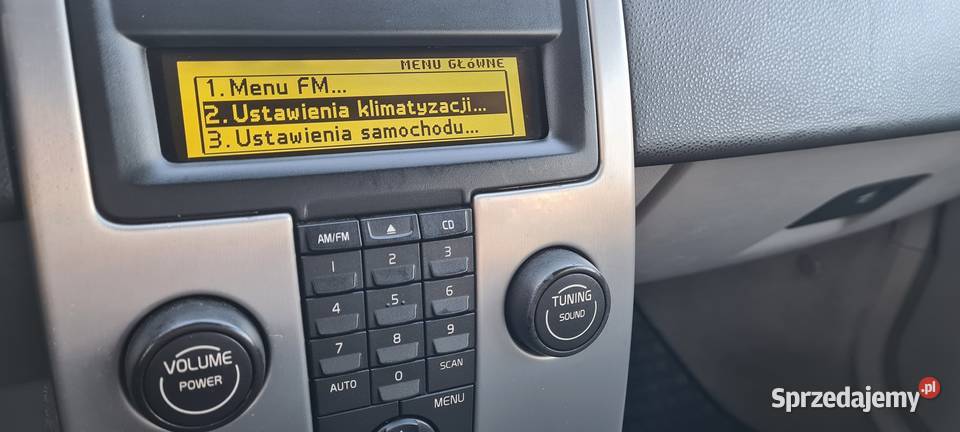 MENU GŁÓWNE
1. Menu FM...
2. Ustawienia klimatyzacji...
3. Ustawienia samochodu...
AM/FM CD
1 2 3
4 5 6
7 8 9
AUTO 0 SCAN
MENU
VOLUME
POWER
TUNING
SOUND
Sprzedajemy.pl